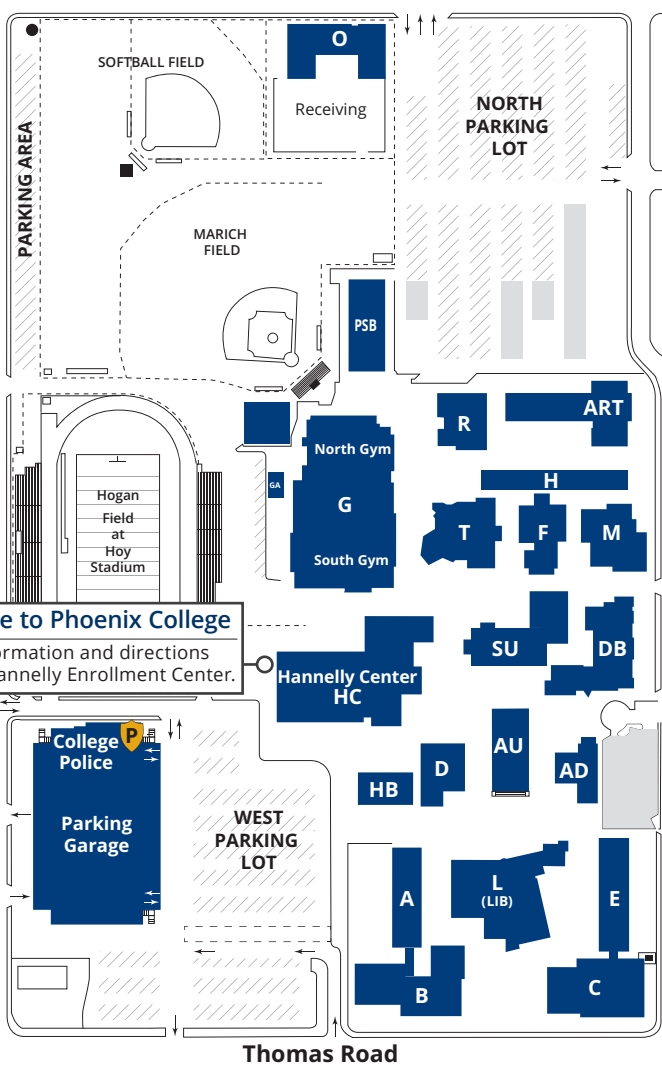 O
SOFTBALL FIELD
Receiving
NORTH
PARKING
LOT
PARKING AREA
MARICH
FIELD
PSB
ART
R
North Gym
H
GA
Hogan
Field
at
Hoy
Stadium
G
T
F
M
South Gym
e to Phoenix College
ormation and directions
annelly Enrollment Center.
SU
DB
Hannelly Center
HC
P
College
Police
AU
D
AD
HB
Parking
Garage
WEST
PARKING
LOT
A
L
(LIB)
E
B
C
Thomas Road